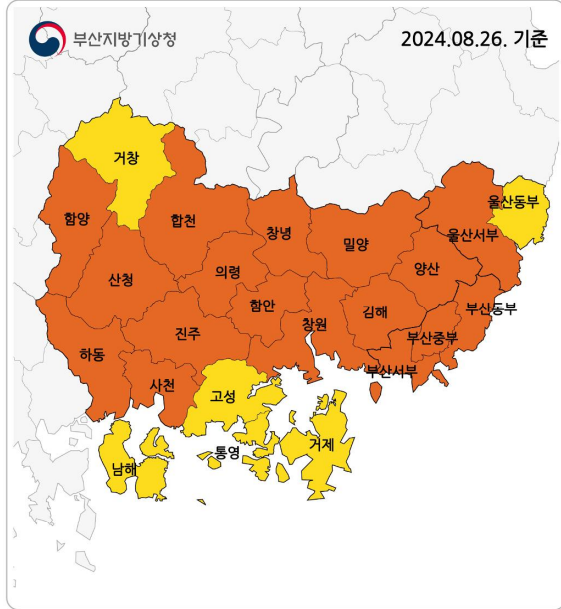 부산지방기상청
2024.08.26. 기준
거창
함양
합천
창녕
밀양
울산동부
울산서부
산청
의령
양산
함안
창원
김해
부산동부
하동
진주
부산중부
사천
고성
부산서부
남해
통영
거제